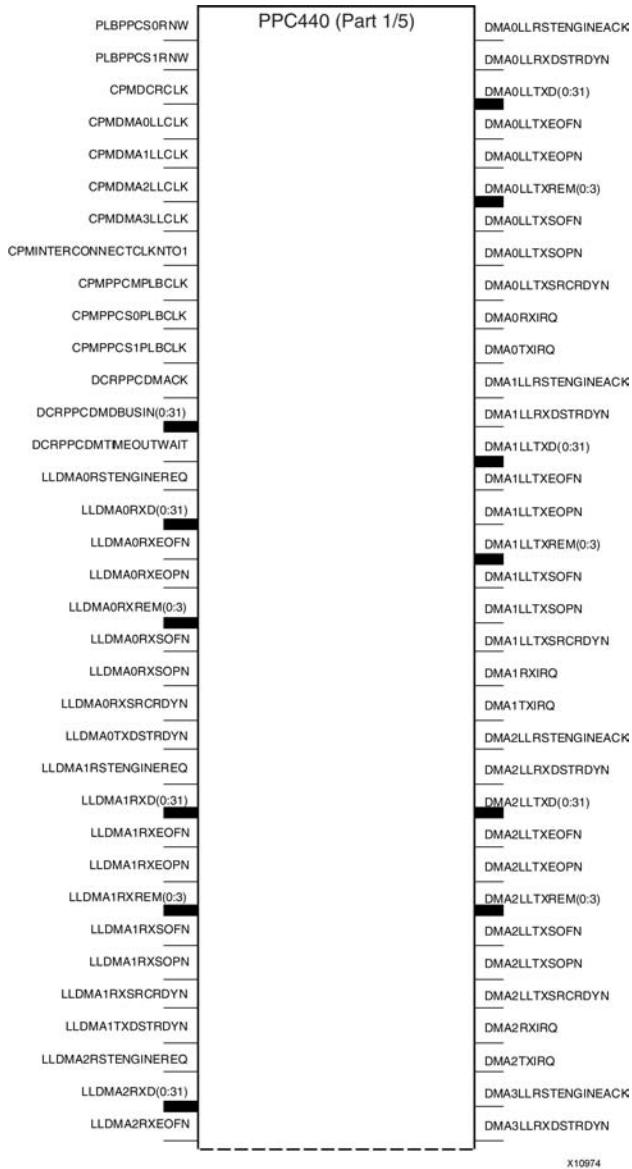 PPC440 (Part 1/5)
PLBPPCS0RNW
PLBPPCS1RNW
CPMDCRCLK
CPMDMA0LLCLK
CPMDMA1LLCLK
CPMDMA2LLCLK
CPMDMA3LLCLK
CPMINTERCONNECTCLKNTO1
CPMPPCMPLBCLK
CPMPPCS0PLBCLK
CPMPPCS1PLBCLK
DCRPPCDMACK
DCRPPCDMDBUSIN(0:31)
DCRPPCDMTIMEOUTWAIT
LLDMA0RSTENGINEREQ
LLDMA0RXD(0:31)
LLDMA0RXEOFN
LLDMA0RXEOPN
LLDMA0RXREM(0:3)
LLDMA0RXSOFN
LLDMA0RXSOPN
LLDMA0RXSRCRDYN
LLDMA0TXDSTRDYN
LLDMA1RSTENGINEREQ
LLDMA1RXD(0:31)
LLDMA1RXEOFN
LLDMA1RXEOPN
LLDMA1RXREM(0:3)
LLDMA1RXSOFN
LLDMA1RXSOPN
LLDMA1RXSRCRDYN
LLDMA1TXDSTRDYN
LLDMA2RSTENGINEREQ
LLDMA2RXD(0:31)
LLDMA2RXEOFN
DMA0LLRSTENGINEACK
DMA0LLRXDSTRDYN
DMA0LLTXD(0:31)
DMA0LLTXEOFN
DMA0LLTXEOPN
DMA0LLTXREM(0:3)
DMA0LLTXSOFN
DMA0LLTXSOPN
DMA0LLTXSRCRDYN
DMA0RXIRQ
DMA0TXIRQ
DMA1LLRSTENGINEACK
DMA1LLRXDSTRDYN
DMA1LLTXD(0:31)
DMA1LLTXEOFN
DMA1LLTXEOPN
DMA1LLTXREM(0:3)
DMA1LLTXSOFN
DMA1LLTXSOPN
DMA1LLTXSRCRDYN
DMA1RXIRQ
DMA1TXIRQ
DMA2LLRSTENGINEACK
DMA2LLRXDSTRDYN
DMA2LLTXD(0:31)
DMA2LLTXEOFN
DMA2LLTXEOPN
DMA2LLTXREM(0:3)
DMA2LLTXSOFN
DMA2LLTXSOPN
DMA2LLTXSRCRDYN
DMA2RXIRQ
DMA2TXIRQ
DMA3LLRSTENGINEACK
DMA3LLRXDSTRDYN
X10974